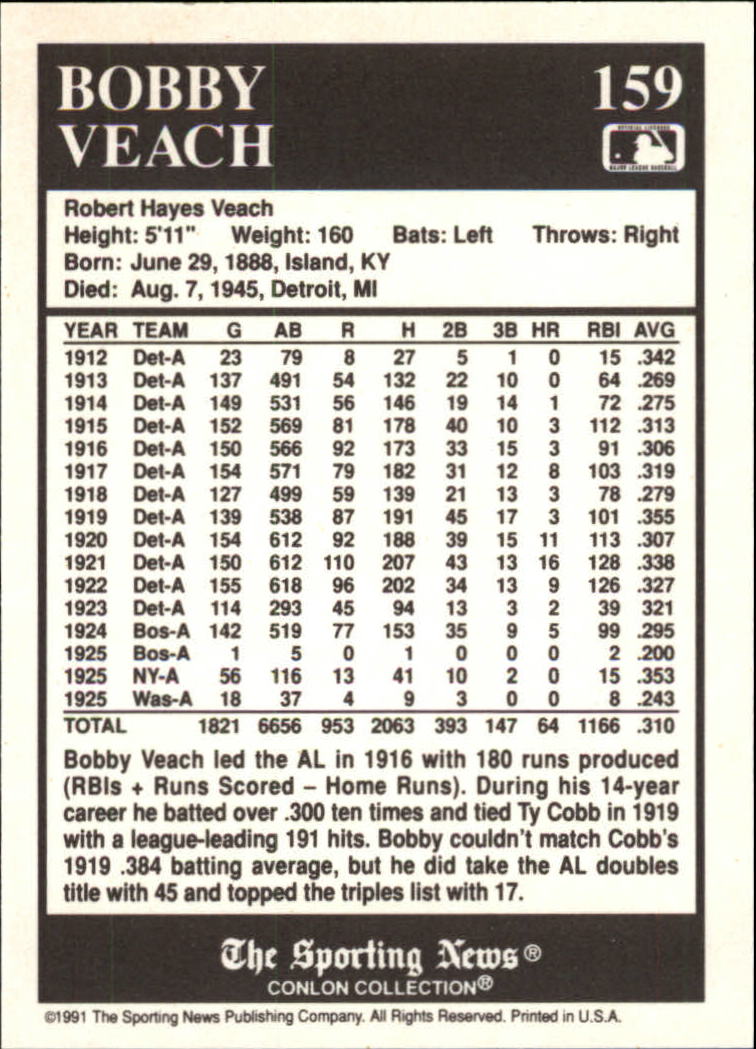 BOBBY 159
VEACH
OFFICIAL LICENSEE
MAJOR LEAGUE BASEBALL
Robert Hayes Veach
Height: 5'11" Weight: 160 Bats: Left Throws: Right
Born: June 29, 1888, Island, KY
Died: Aug. 7, 1945, Detroit, MI
YEAR TEAM G AB R H 2B 3B HR RBI AVG
1912 Det-A 23 79 8 27 5 1 0 15 .342
1913 Det-A 137 491 54 132 22 10 0 64 .269
1914 Det-A 149 531 56 146 19 14 1 72 .275
1915 Det-A 152 569 81 178 40 10 3 112 .313
1916 Det-A 150 566 92 173 33 15 3 91 .306
1917 Det-A 154 571 79 182 31 12 8 103 .319
1918 Det-A 127 499 59 139 21 13 3 78 .279
1919 Det-A 139 538 87 191 45 17 3 101 .355
1920 Det-A 154 612 92 188 39 15 11 113 .307
1921 Det-A 150 612 110 207 43 13 16 128 .338
1922 Det-A 155 618 96 202 34 13 9 126 .327
1923 Det-A 114 293 45 94 13 3 2 39 321
1924 Bos-A 142 519 77 153 35 9 5 99 .295
1925 Bos-A 1 5 0 1 0 0 0 2 .200
1925 NY-A 56 116 13 41 10 2 0 15 .353
1925 Was-A 18 37 4 9 3 0 0 8 .243
TOTAL 1821 6656 953 2063 393 147 64 1166 .310
Bobby Veach led the AL in 1916 with 180 runs produced
(RBIs + Runs Scored – Home Runs). During his 14-year
career he batted over .300 ten times and tied Ty Cobb in 1919
with a league-leading 191 hits. Bobby couldn't match Cobb's
1919 .384 batting average, but he did take the AL doubles
title with 45 and topped the triples list with 17.
The Sporting News®
CONLON COLLECTION®
©1991 The Sporting News Publishing Company. All Rights Reserved. Printed in U.S.A.